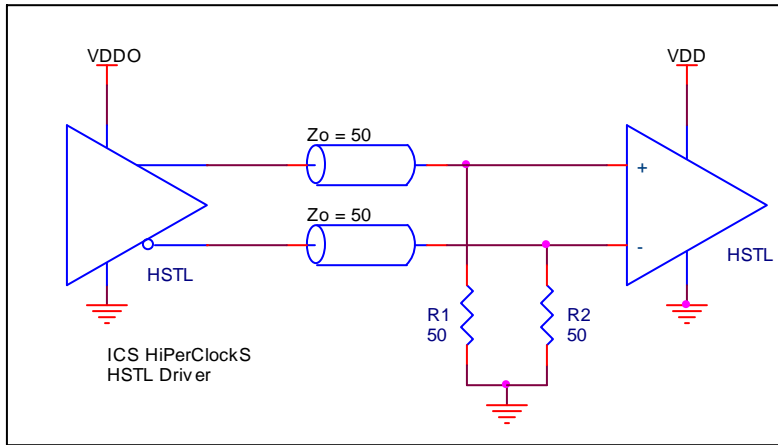 VDDO
VDD
Zo = 50
+
Zo = 50
-
HSTL
HSTL
R1
50
R2
50
ICS HiPerClockS
HSTL Driver